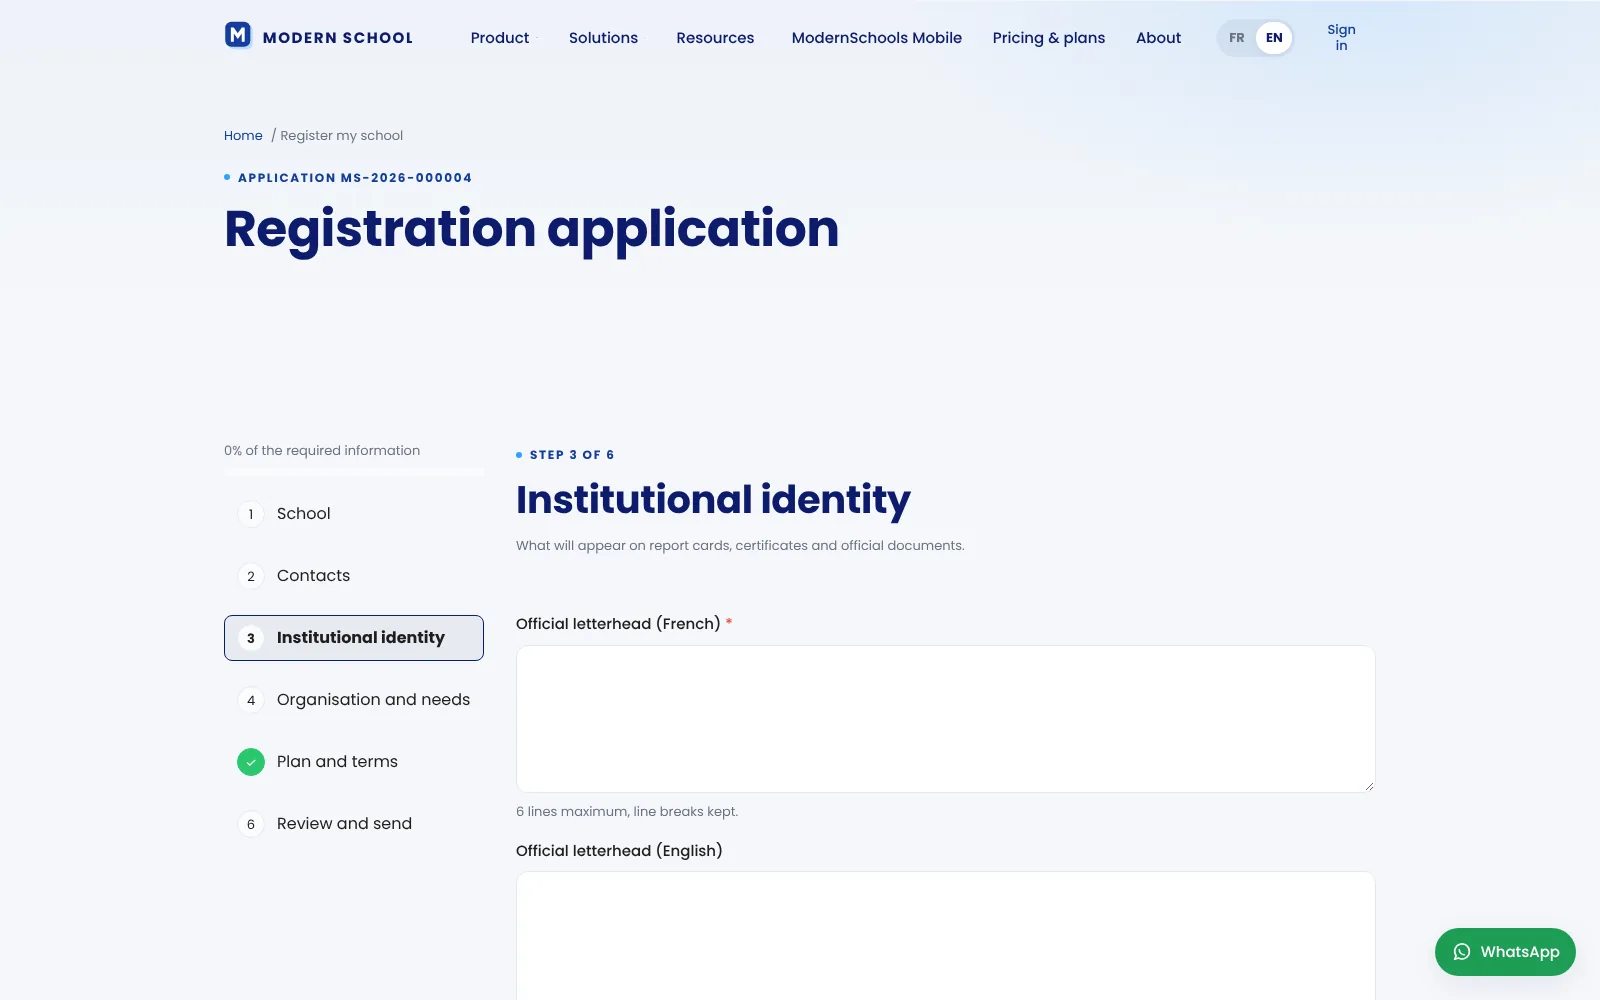 M MODERN SCHOOL
Product
Solutions
Resources
ModernSchools Mobile
Pricing & plans
About
FR EN
Sign
in
Home / Register my school
APPLICATION MS-2026-000004
Registration application
0% of the required information
1 School
2 Contacts
3 Institutional identity
4 Organisation and needs
Plan and terms
6 Review and send
STEP 3 OF 6
Institutional identity
What will appear on report cards, certificates and official documents.
Official letterhead (French) *
6 lines maximum, line breaks kept.
Official letterhead (English)
WhatsApp